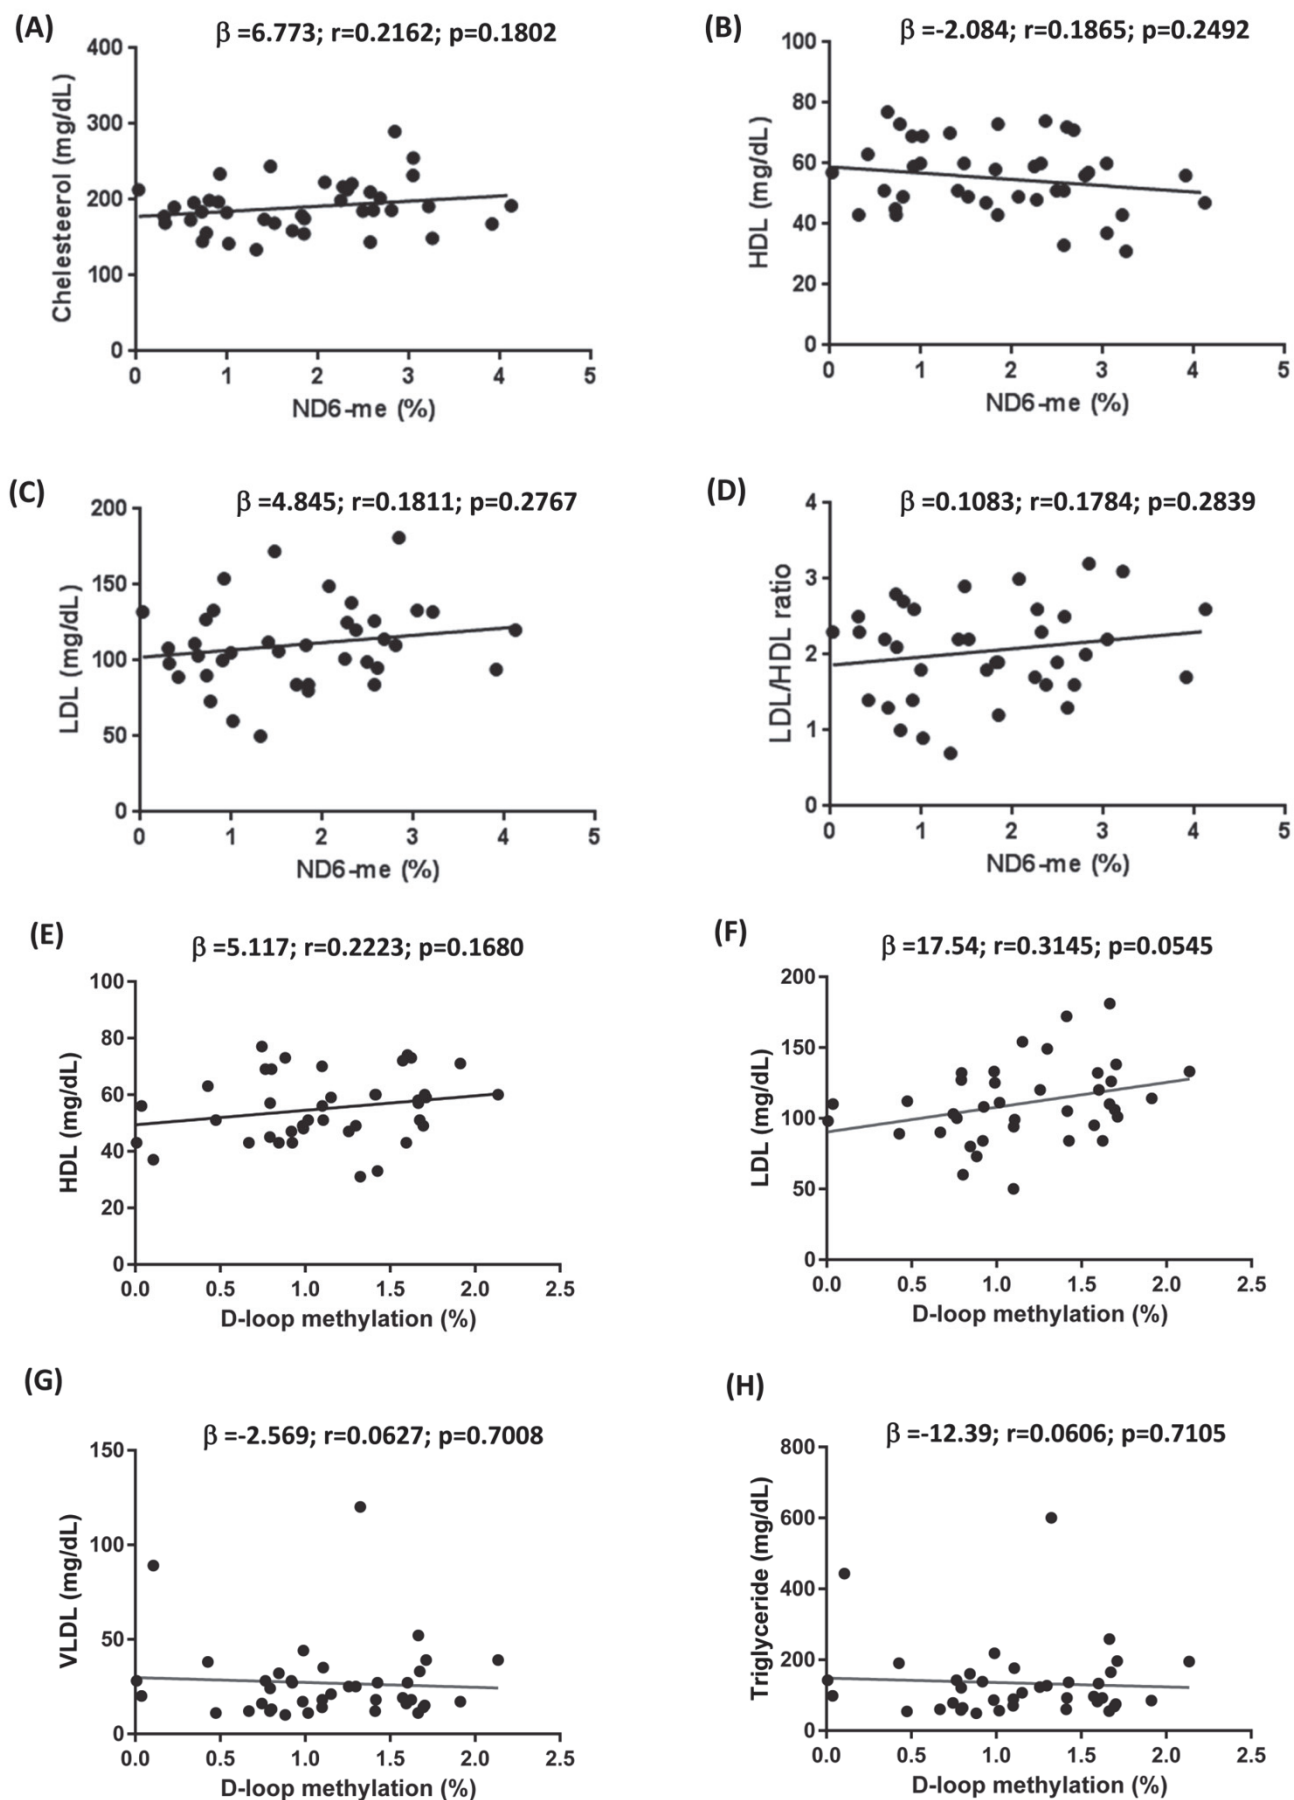 (A)
β =6.773; r=0.2162; p=0.1802
400
300
200
100
0
Chelesterol (mg/dL)
0 1 2 3 4 5
ND6-me (%)
(B)
β =-2.084; r=0.1865; p=0.2492
100
80
60
40
20
0
HDL (mg/dL)
0 1 2 3 4 5
ND6-me (%)
(C)
β =4.845; r=0.1811; p=0.2767
200
150
100
50
0
LDL (mg/dL)
0 1 2 3 4 5
ND6-me (%)
(D)
β =0.1083; r=0.1784; p=0.2839
4
3
2
1
0
LDL/HDL ratio
0 1 2 3 4 5
ND6-me (%)
(E)
β =5.117; r=0.2223; p=0.1680
100
80
60
40
20
0
HDL (mg/dL)
0.0 0.5 1.0 1.5 2.0 2.5
D-loop methylation (%)
(F)
β =17.54; r=0.3145; p=0.0545
200
150
100
50
0
LDL (mg/dL)
0.0 0.5 1.0 1.5 2.0 2.5
D-loop methylation (%)
(G)
β =-2.569; r=0.0627; p=0.7008
150
100
50
0
VLDL (mg/dL)
0.0 0.5 1.0 1.5 2.0 2.5
D-loop methylation (%)
(H)
β =-12.39; r=0.0606; p=0.7105
800
600
400
200
0
Triglyceride (mg/dL)
0.0 0.5 1.0 1.5 2.0 2.5
D-loop methylation (%)